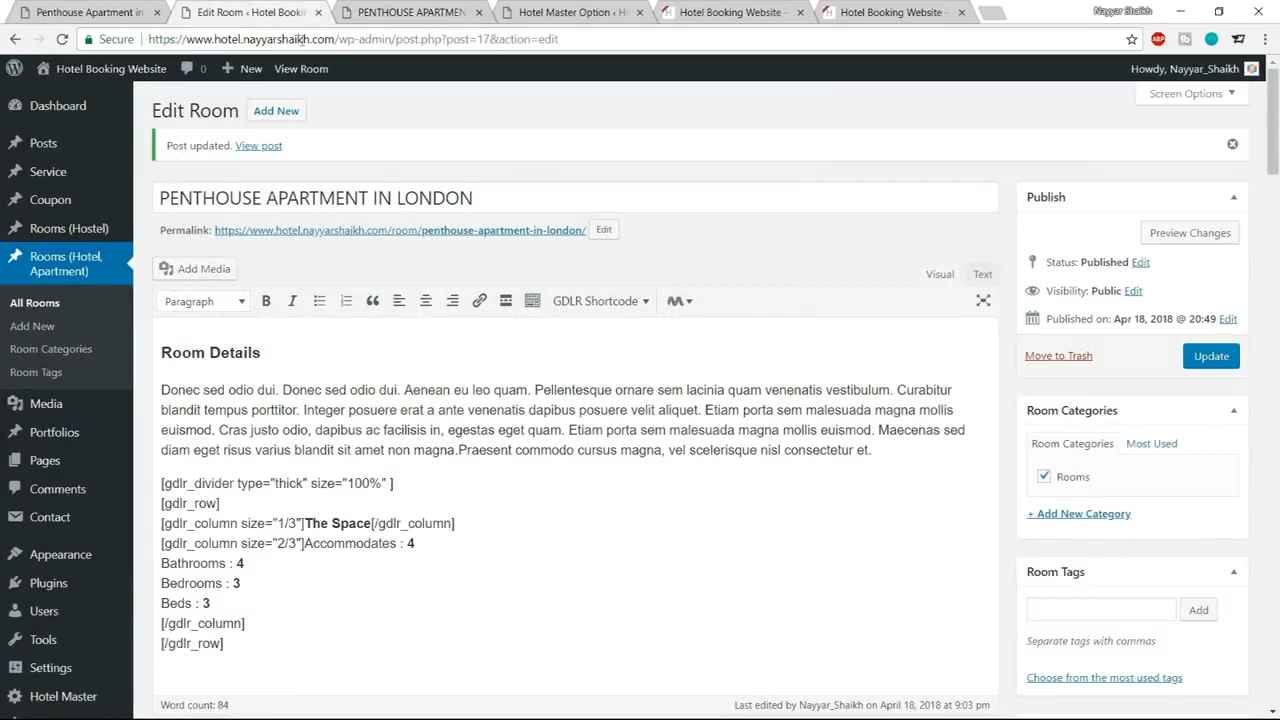 Penthouse Apartment in
Edit Room ‹ Hotel Bookin
PENTHOUSE APARTMEN
Hotel Master Option ‹ H
Hotel Booking Website –
Hotel Booking Website –
Nayyar Shaikh
Secure
https://www.hotel.nayyarshaikh.com/wp-admin/post.php?post=17&action=edit
Hotel Booking Website
0
New
View Room
Howdy, Nayyar_Shaikh
Dashboard
Posts
Service
Coupon
Rooms (Hostel)
Rooms (Hotel,
Apartment)
All Rooms
Add New
Room Categories
Room Tags
Media
Portfolios
Pages
Comments
Contact
Appearance
Plugins
Users
Tools
Settings
Hotel Master
Screen Options
Edit Room
Add New
Post updated. View post
PENTHOUSE APARTMENT IN LONDON
Permalink: https://www.hotel.nayyarshaikh.com/room/penthouse-apartment-in-london/
Edit
Add Media
Visual
Text
Paragraph
GDLR Shortcode
Room Details
Donec sed odio dui. Donec sed odio dui. Aenean eu leo quam. Pellentesque ornare sem lacinia quam venenatis vestibulum. Curabitur
blandit tempus porttitor. Integer posuere erat a ante venenatis dapibus posuere velit aliquet. Etiam porta sem malesuada magna mollis
euismod. Cras justo odio, dapibus ac facilisis in, egestas eget quam. Etiam porta sem malesuada magna mollis euismod. Maecenas sed
diam eget risus varius blandit sit amet non magna.Praesent commodo cursus magna, vel scelerisque nisl consectetur et.
[gdlr_divider type="thick" size="100%" ]
[gdlr_row]
[gdlr_column size="1/3"]The Space[/gdlr_column]
[gdlr_column size="2/3"]Accommodates : 4
Bathrooms : 4
Bedrooms : 3
Beds : 3
[/gdlr_column]
[/gdlr_row]
Word count: 84
Last edited by Nayyar_Shaikh on April 18, 2018 at 9:03 pm
Publish
Preview Changes
Status: Published Edit
Visibility: Public Edit
Published on: Apr 18, 2018 @ 20:49 Edit
Move to Trash
Update
Room Categories
Room Categories
Most Used
Rooms
+ Add New Category
Room Tags
Add
Separate tags with commas
Choose from the most used tags